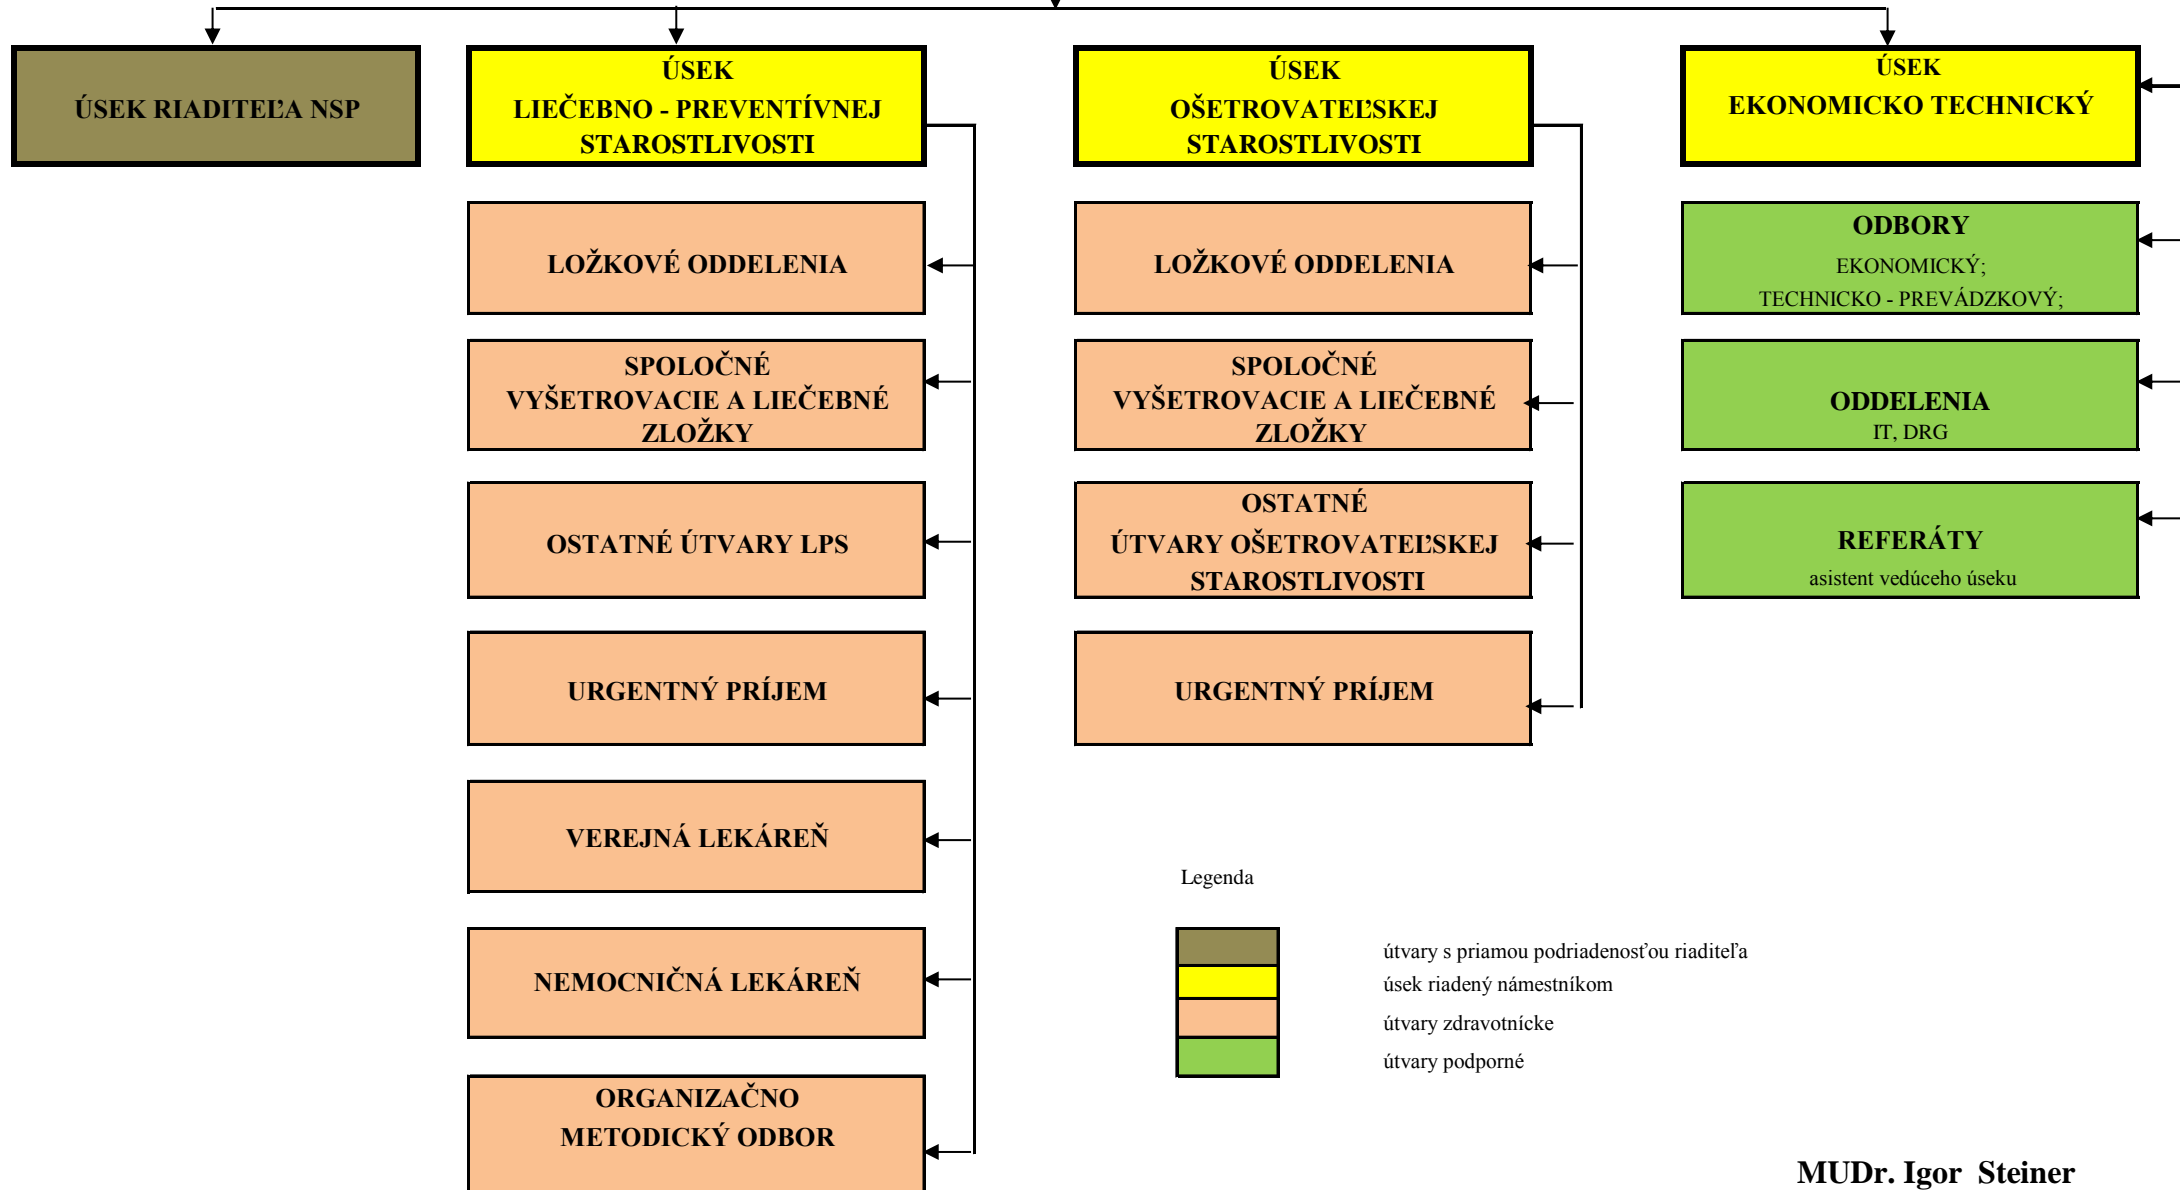 ÚSEK RIADITEĽA NSP
ÚSEK
LIEČEBNO - PREVENTÍVNEJ
STAROSTLIVOSTI
LOŽKOVÉ ODDELENIA
SPOLOČNÉ
VYŠETROVACIE A LIEČEBNÉ
ZLOŽKY
OSTATNÉ ÚTVARY LPS
URGENTNÝ PRÍJEM
VEREJNÁ LEKÁREŇ
NEMOCNIČNÁ LEKÁREŇ
ORGANIZAČNO
METODICKÝ ODBOR
ÚSEK
OŠETROVATEĽSKEJ
STAROSTLIVOSTI
LOŽKOVÉ ODDELENIA
SPOLOČNÉ
VYŠETROVACIE A LIEČEBNÉ
ZLOŽKY
OSTATNÉ
ÚTVARY OŠETROVATEĽSKEJ
STAROSTLIVOSTI
URGENTNÝ PRÍJEM
ÚSEK
EKONOMICKO TECHNICKÝ
ODBORY
EKONOMICKÝ;
TECHNICKO - PREVÁDZKOVÝ;
ODDELENIA
IT, DRG
REFERÁTY
asistent vedúceho úseku
Legenda
útvary s priamou podriadenosťou riaditeľa
úsek riadený námestníkom
útvary zdravotnícke
útvary podporné
MUDr. Igor  Steiner